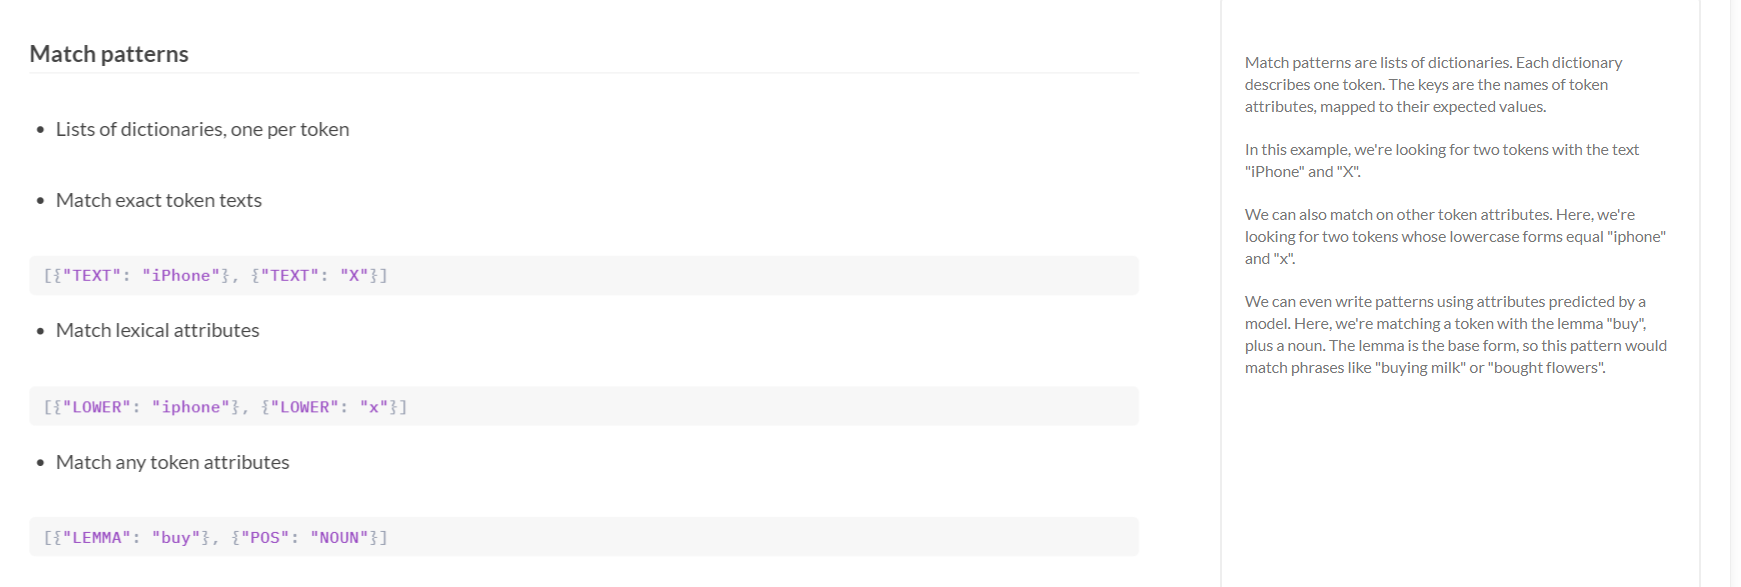 Match patterns
• Lists of dictionaries, one per token
• Match exact token texts
[{"TEXT": "iPhone"}, {"TEXT": "X"}]
• Match lexical attributes
[{"LOWER": "iphone"}, {"LOWER": "x"}]
• Match any token attributes
[{"LEMMA": "buy"}, {"POS": "NOUN"}]
Match patterns are lists of dictionaries. Each dictionary
describes one token. The keys are the names of token
attributes, mapped to their expected values.
In this example, we're looking for two tokens with the text
"iPhone" and "X".
We can also match on other token attributes. Here, we're
looking for two tokens whose lowercase forms equal "iphone"
and "x".
We can even write patterns using attributes predicted by a
model. Here, we're matching a token with the lemma "buy",
plus a noun. The lemma is the base form, so this pattern would
match phrases like "buying milk" or "bought flowers".